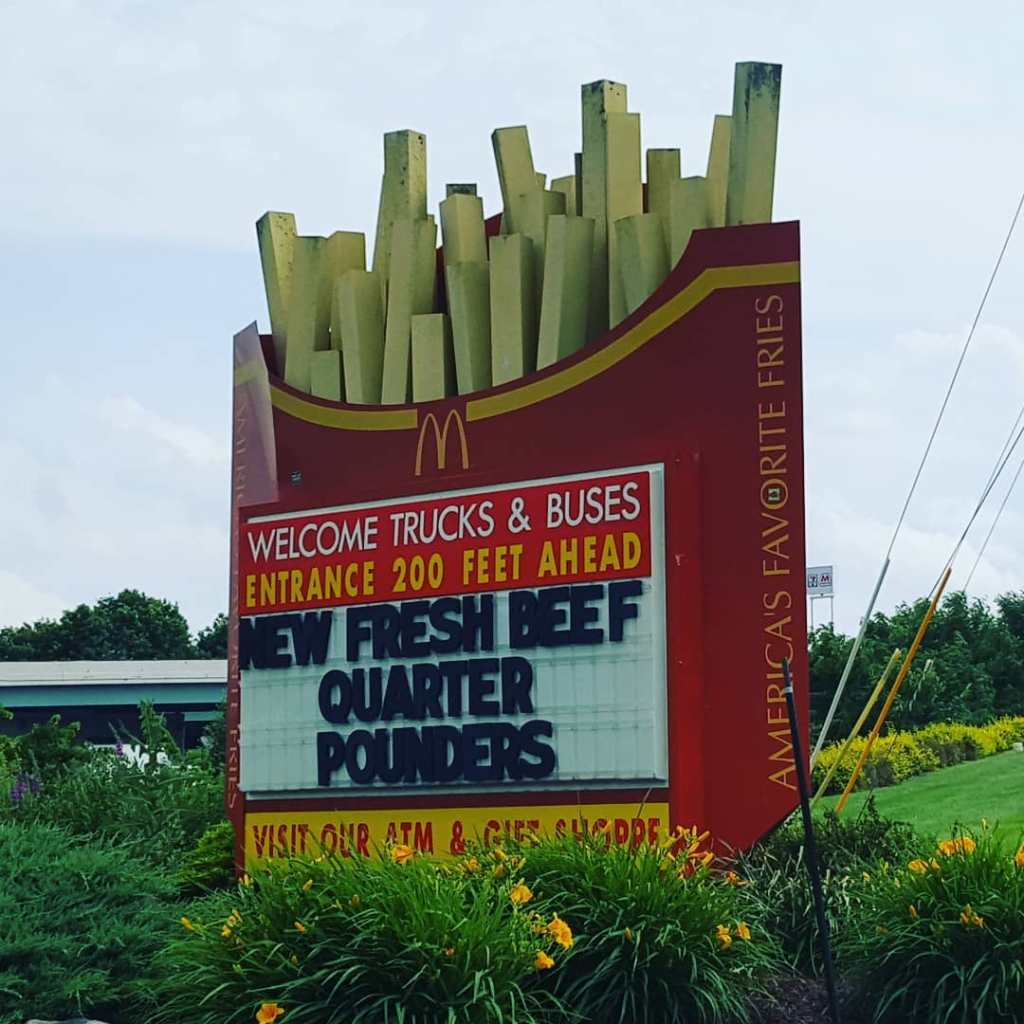 WELCOME TRUCKS & BUSES
ENTRANCE 200 FEET AHEAD
NEW FRESH BEEF
QUARTER
POUNDERS
VISIT OUR ATM & GIFT SHOPPE
AMERICA'S FAVORITE FRIES